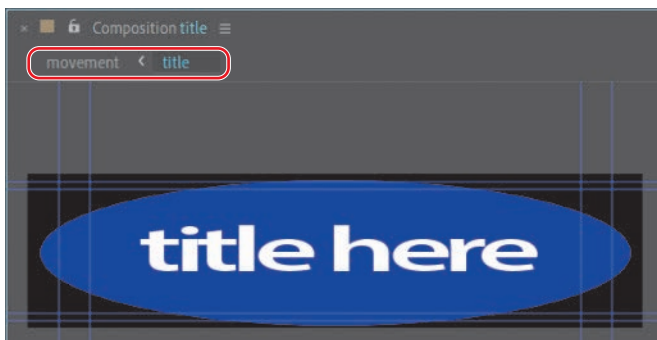 × Composition title ≡
movement < title
title here